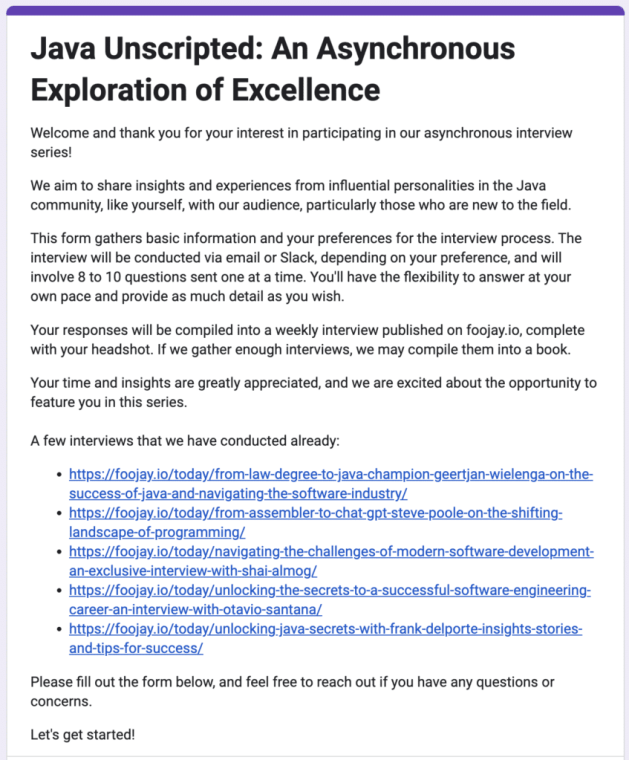 Java Unscripted: An Asynchronous
Exploration of Excellence
Welcome and thank you for your interest in participating in our asynchronous interview
series!
We aim to share insights and experiences from influential personalities in the Java
community, like yourself, with our audience, particularly those who are new to the field.
This form gathers basic information and your preferences for the interview process. The
interview will be conducted via email or Slack, depending on your preference, and will
involve 8 to 10 questions sent one at a time. You'll have the flexibility to answer at your
own pace and provide as much detail as you wish.
Your responses will be compiled into a weekly interview published on foojay.io, complete
with your headshot. If we gather enough interviews, we may compile them into a book.
Your time and insights are greatly appreciated, and we are excited about the opportunity to
feature you in this series.
A few interviews that we have conducted already:
• https://foojay.io/today/from-law-degree-to-java-champion-geertjan-wielenga-on-the-
success-of-java-and-navigating-the-software-industry/
• https://foojay.io/today/from-assembler-to-chat-gpt-steve-poole-on-the-shifting-
landscape-of-programming/
• https://foojay.io/today/navigating-the-challenges-of-modern-software-development-
an-exclusive-interview-with-shai-almog/
• https://foojay.io/today/unlocking-the-secrets-to-a-successful-software-engineering-
career-an-interview-with-otavio-santana/
• https://foojay.io/today/unlocking-java-secrets-with-frank-delporte-insights-stories-
and-tips-for-success/
Please fill out the form below, and feel free to reach out if you have any questions or
concerns.
Let's get started!